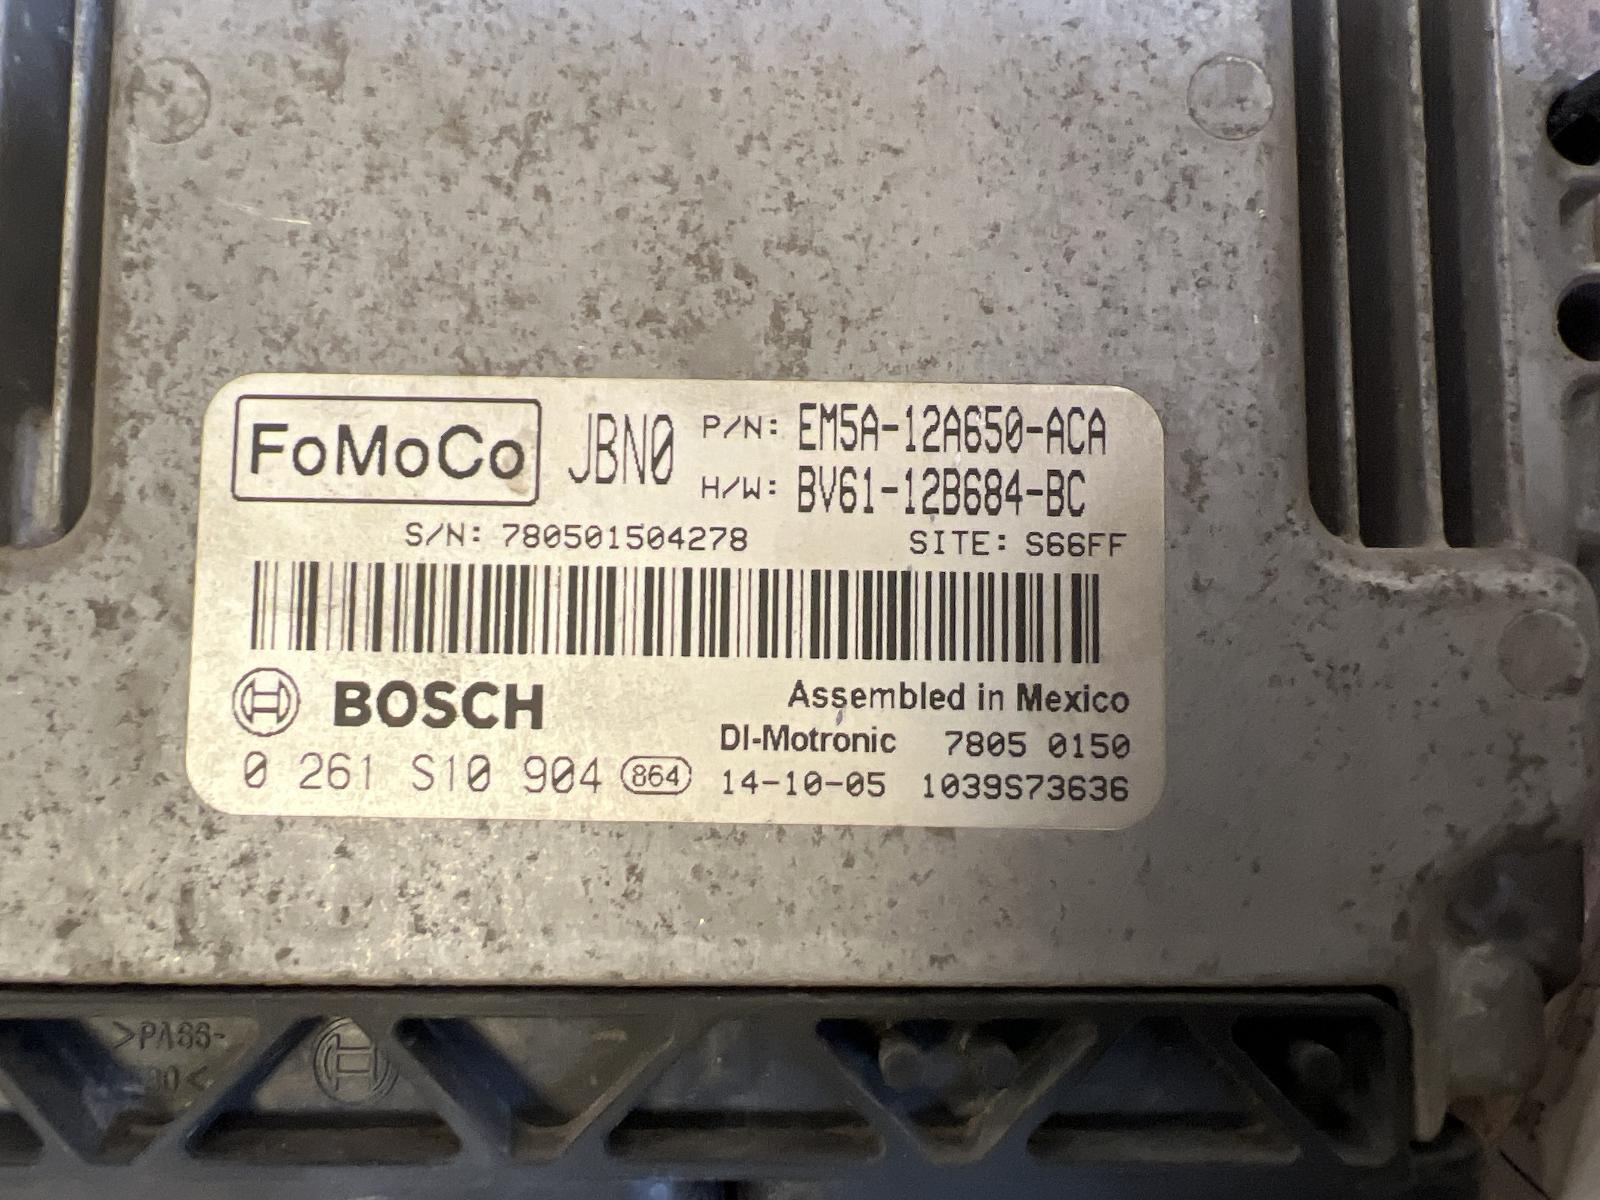 FoMoCo JBN0 P/N: EM5A-12A650-ACA
H/W: BV61-12B684-BC
S/N: 780501504278 SITE: S66FF
BOSCH Assembled in Mexico
DI-Motronic 7805 0150
0 261 S10 904 864 14-10-05 1039S73636
>PA66-